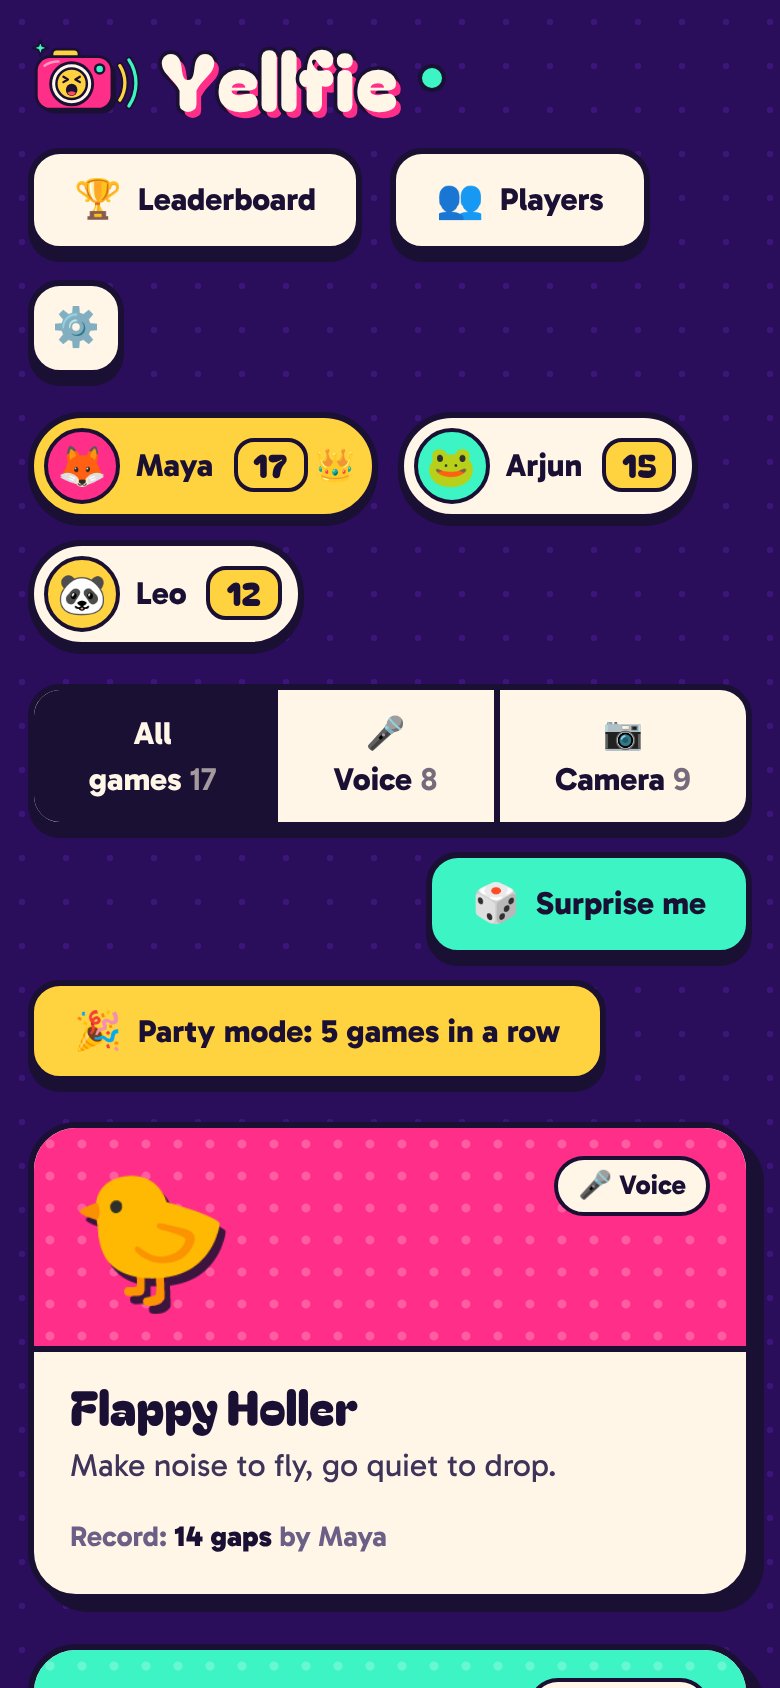 Yellfie
🏆 Leaderboard
👥 Players
⚙️
Maya 17 👑
Arjun 15
Leo 12
All
games 17
🎤
Voice 8
📷
Camera 9
🎲 Surprise me
🎉 Party mode: 5 games in a row
🎤 Voice
Flappy Holler
Make noise to fly, go quiet to drop.
Record: 14 gaps by Maya